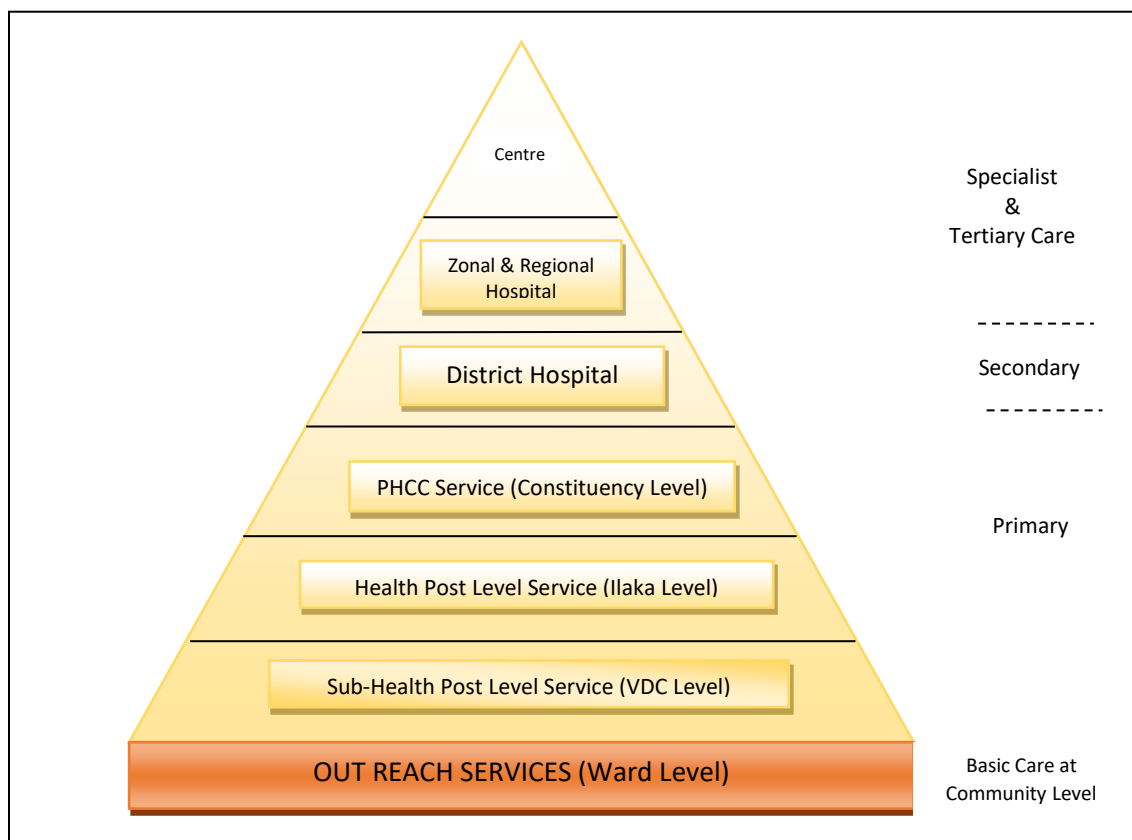 Centre
Specialist
&
Tertiary Care
Zonal & Regional
Hospital
District Hospital
Secondary
PHCC Service (Constituency Level)
Primary
Health Post Level Service (Ilaka Level)
Sub-Health Post Level Service (VDC Level)
OUT REACH SERVICES (Ward Level)
Basic Care at
Community Level